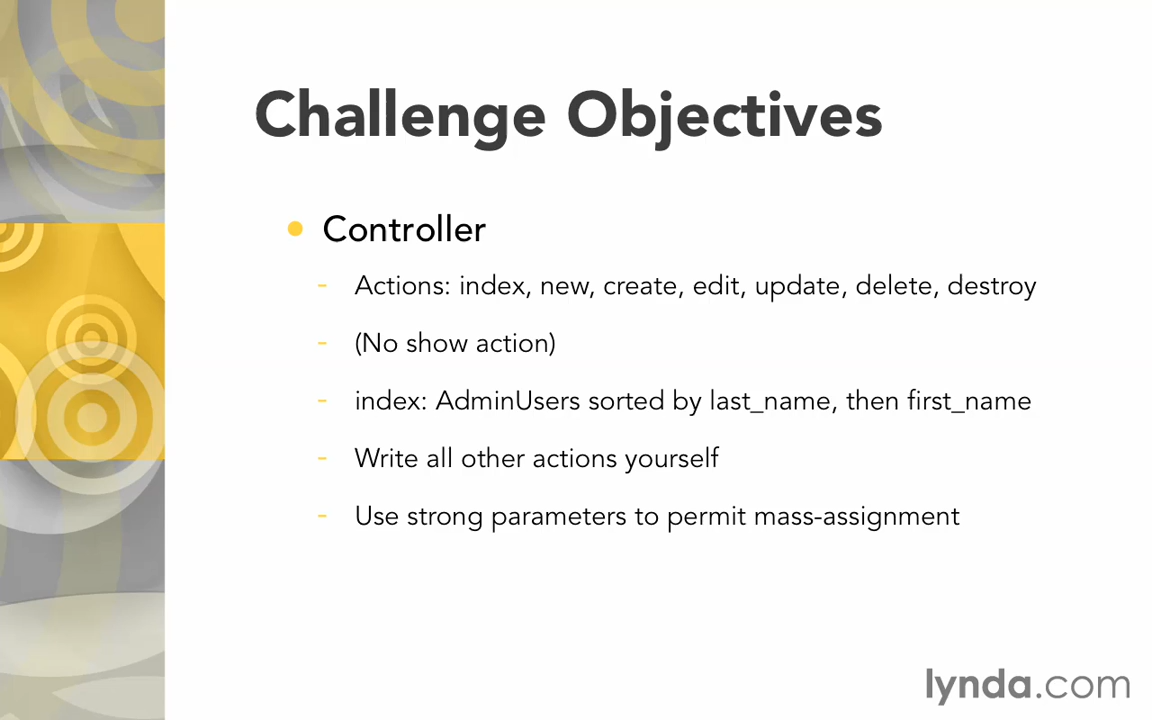 Challenge Objectives
• Controller
- Actions: index, new, create, edit, update, delete, destroy
- (No show action)
- index: AdminUsers sorted by last_name, then first_name
- Write all other actions yourself
- Use strong parameters to permit mass-assignment
lynda.com